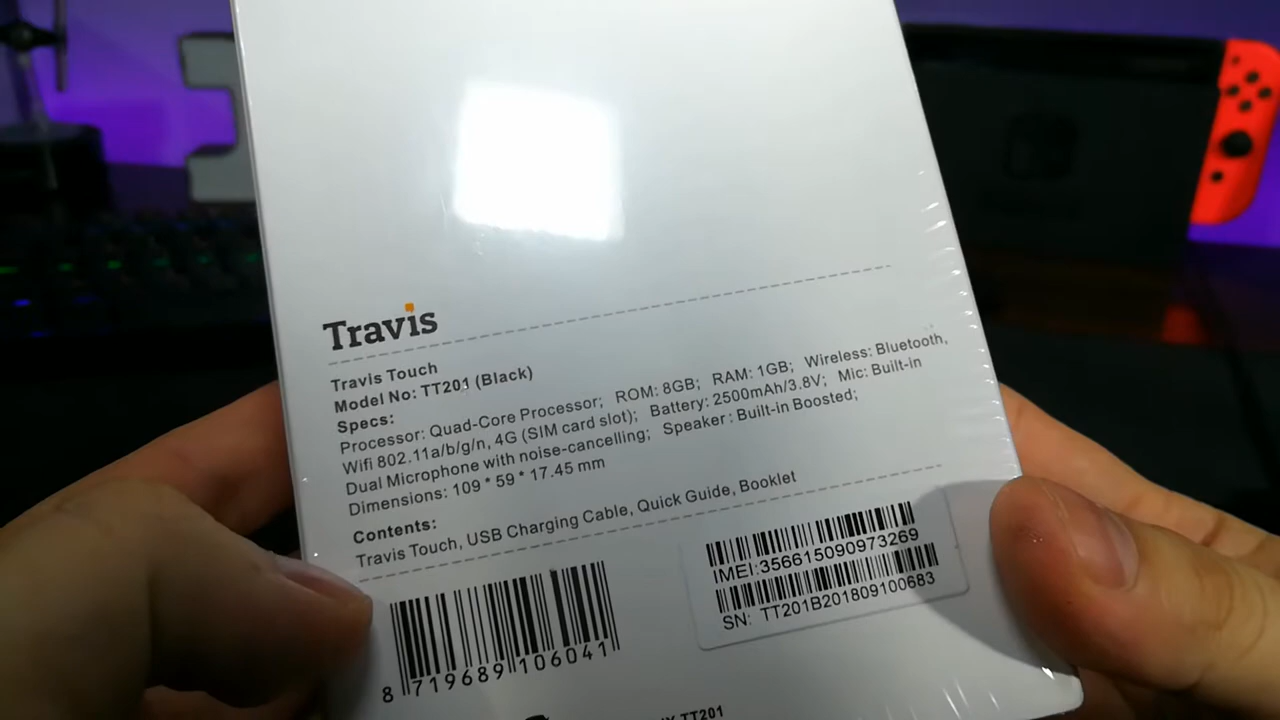 Travis
Travis Touch
Model No: TT201 (Black)
Specs:
Processor: Quad-Core Processor; ROM: 8GB; RAM: 1GB; Wireless: Bluetooth,
Wifi 802.11a/b/g/n, 4G (SIM card slot); Battery: 2500mAh/3.8V; Mic: Built-in
Dual Microphone with noise-cancelling; Speaker: Built-in Boosted;
Dimensions: 109 * 59 * 17.45 mm
Contents:
Travis Touch, USB Charging Cable, Quick Guide, Booklet
IMEI:356615090973269
SN: TT201B201809100683
8 719689 106041
TT201